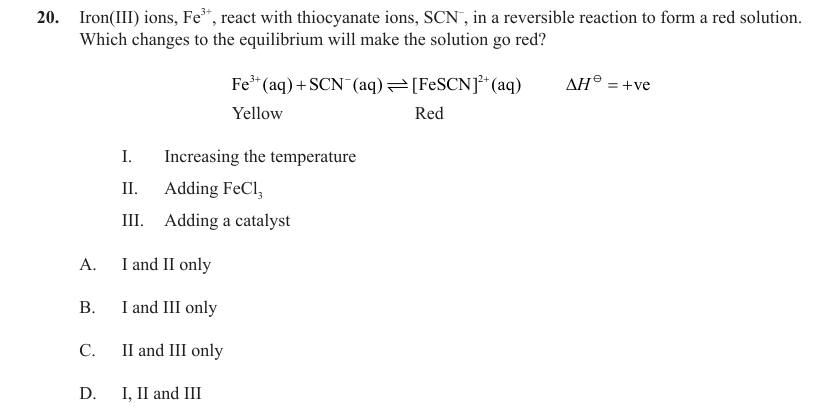 20. Iron(III) ions, Fe³⁺, react with thiocyanate ions, SCN⁻, in a reversible reaction to form a red solution.
Which changes to the equilibrium will make the solution go red?
Fe³⁺(aq) + SCN⁻(aq) ⇌ [FeSCN]²⁺(aq) ΔH⊖ = +ve
Yellow Red
I. Increasing the temperature
II. Adding FeCl₃
III. Adding a catalyst
A. I and II only
B. I and III only
C. II and III only
D. I, II and III